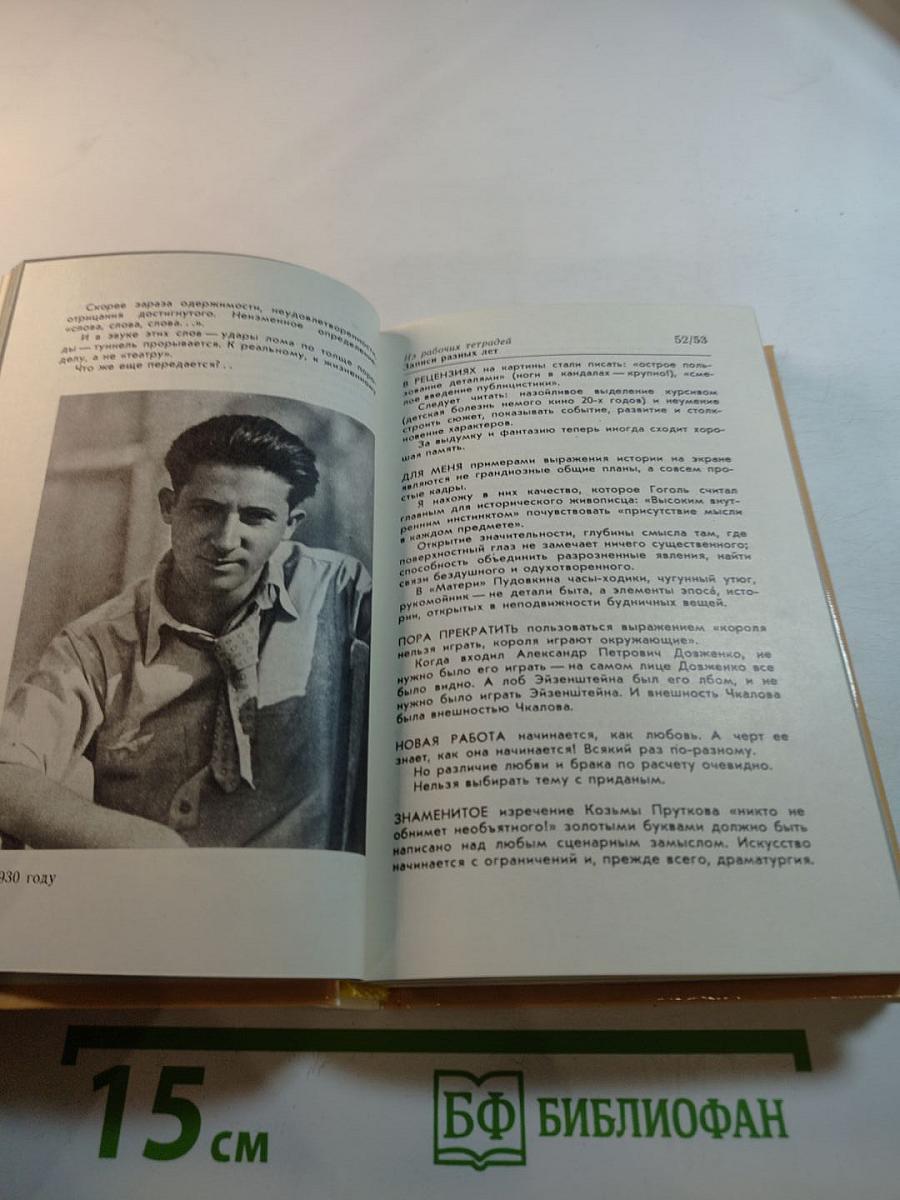 Скорее зараза одержимости, неудовлетворенности,
отрицания достигнутого. Неизменное определение
«слова, слова, слова...».
И в звуке этих слов — удары лома по толще поро-
ды — туннель прорывается. К реальному, к жизненному
делу, а не «театру».
Что же еще передается?..
930 году
Из рабочих тетрадей
Записи разных лет
52/53
В РЕЦЕНЗИЯХ на картины стали писать: «острое поль-
зование деталями» (ноги в кандалах — крупно!), «сме-
лое введение публицистики».
Следует читать: назойливое выделение курсивом
(детская болезнь немого кино 20-х годов) и неумение
строить сюжет, показывать событие, развитие и столк-
новение характеров.
За выдумку и фантазию теперь иногда сходит хоро-
шая память.
ДЛЯ МЕНЯ примерами выражения истории на экране
являются не грандиозные общие планы, а совсем про-
стые кадры.
Я нахожу в них качество, которое Гоголь считал
главным для исторического живописца: «Высоким внут-
ренним инстинктом» почувствовать «присутствие мысли
в каждом предмете».
Открытие значительности, глубины смысла там, где
поверхностный глаз не замечает ничего существенного;
способность объединить разрозненные явления, найти
связи бездушного и одухотворенного.
В «Матери» Пудовкина часы-ходики, чугунный утюг,
рукомойник — не детали быта, а элементы эпоса, исто-
рии, открытых в неподвижности будничных вещей.
ПОРА ПРЕКРАТИТЬ пользоваться выражением «короля
нельзя играть, короля играют окружающие».
Когда входил Александр Петрович Довженко, не
нужно было его играть — на самом лице Довженко все
было видно. А лоб Эйзенштейна был его лбом, и не
нужно было играть Эйзенштейна. И внешность Чкалова
была внешностью Чкалова.
НОВАЯ РАБОТА начинается, как любовь. А черт ее
знает, как она начинается! Всякий раз по-разному.
Но различие любви и брака по расчету очевидно.
Нельзя выбирать тему с приданым.
ЗНАМЕНИТОЕ изречение Козьмы Пруткова «никто не
обнимет необъятного!» золотыми буквами должно быть
написано над любым сценарным замыслом. Искусство
начинается с ограничений и, прежде всего, драматургия.
15 см
БФ БИБЛИОФАН